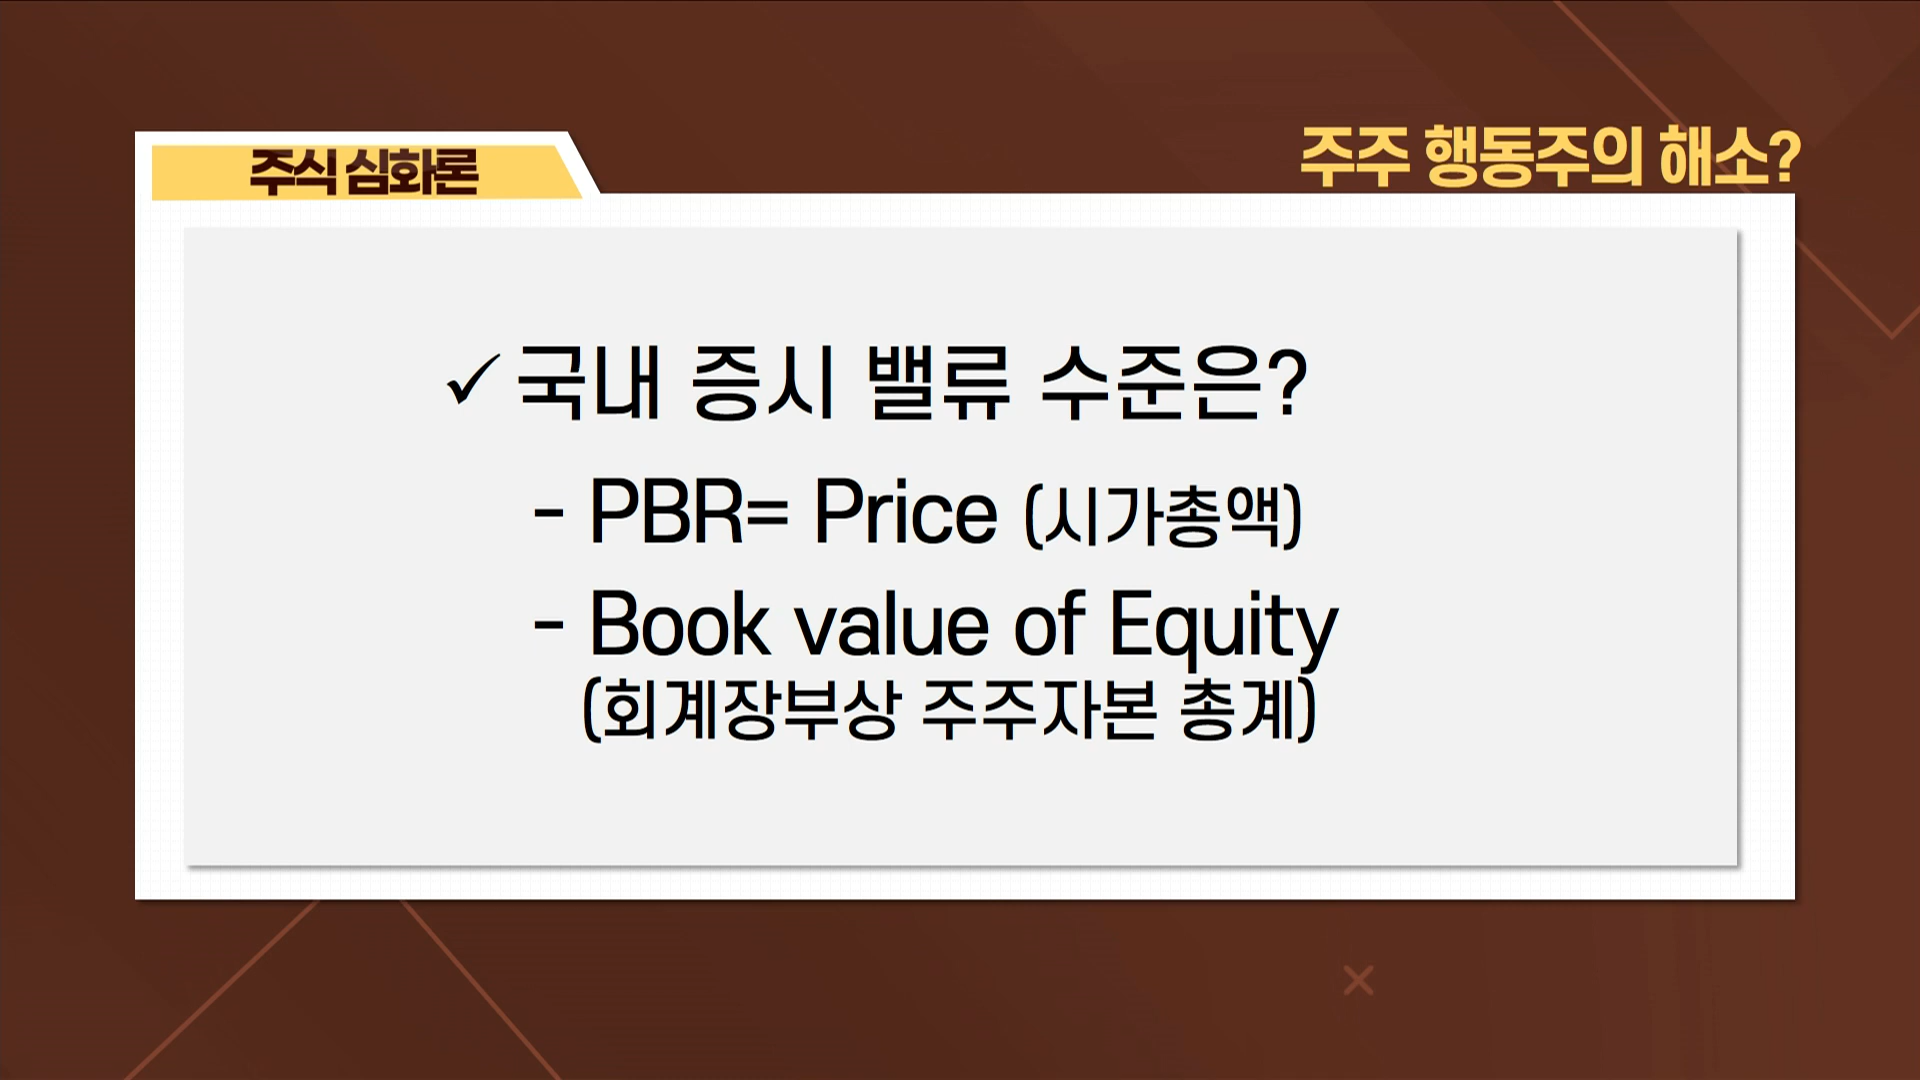 주식 심화론
주주 행동주의 해소?
✓ 국내 증시 밸류 수준은?
- PBR= Price (시가총액)
- Book value of Equity
(회계장부상 주주자본 총계)